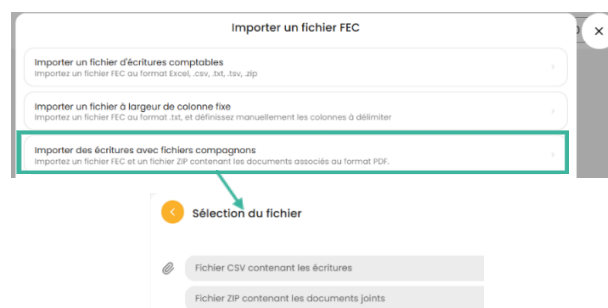 Importer un fichier FEC
Importer un fichier d'écritures comptables
Importez un fichier FEC au format Excel, .csv, .txt, .tsv, .zip
Importer un fichier à largeur de colonne fixe
Importez un fichier FEC au format .txt, et définissez manuellement les colonnes à délimiter
Importer des écritures avec fichiers compagnons
Importez un fichier FEC et un fichier ZIP contenant les documents associés au format PDF.
Sélection du fichier
Fichier CSV contenant les écritures
Fichier ZIP contenant les documents joints